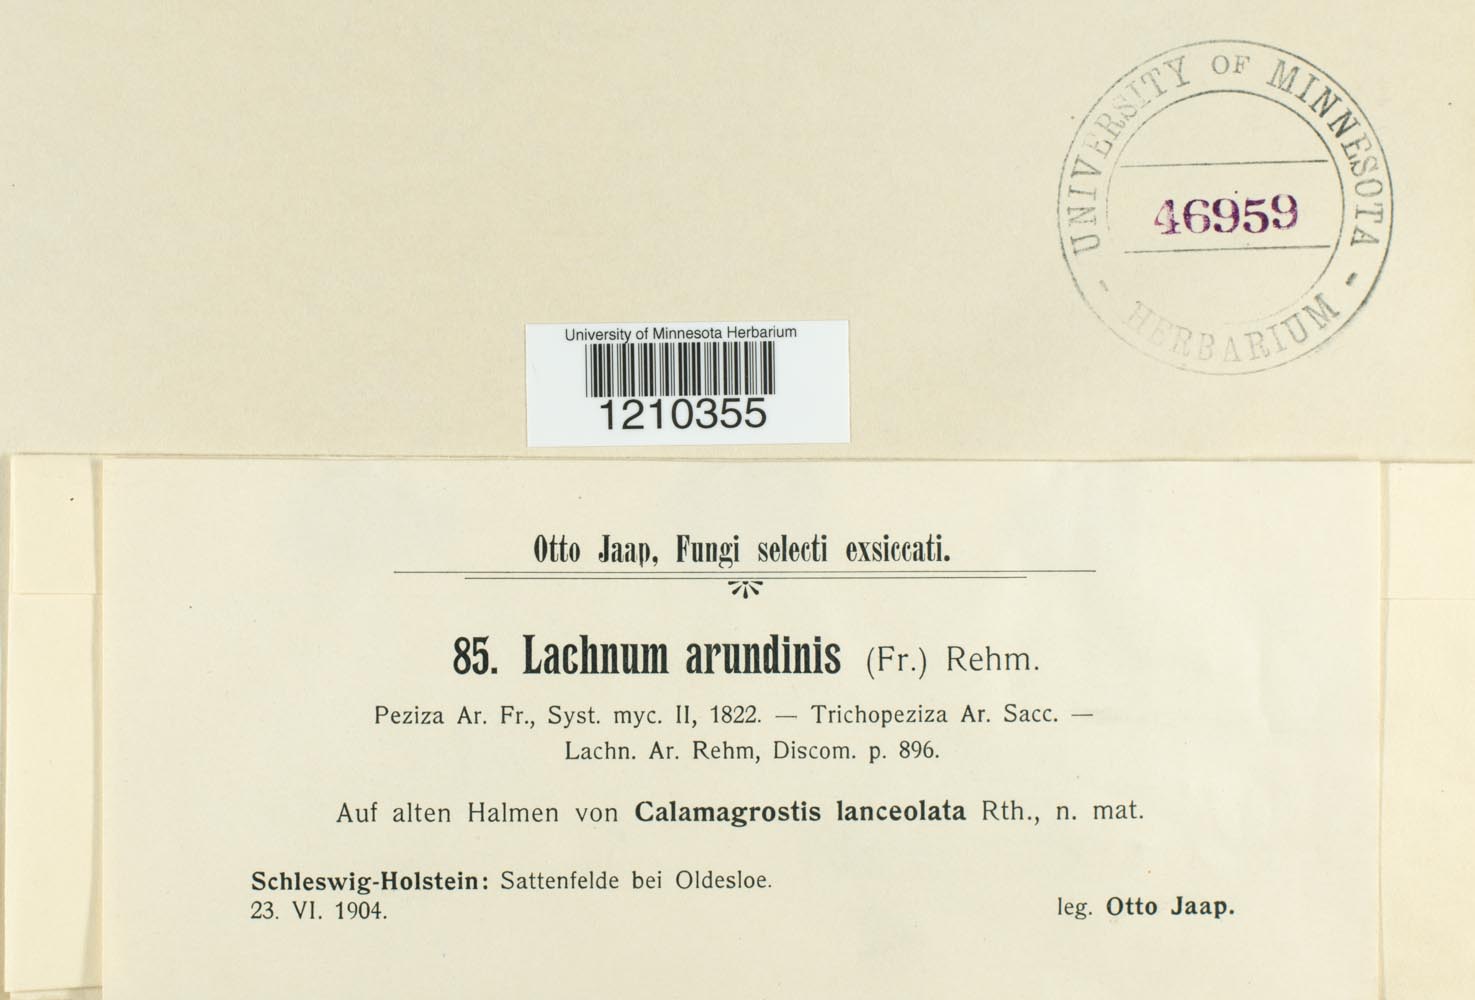 UNIVERSITY OF MINNESOTA
46959
- HERBARIUM -
University of Minnesota Herbarium
1210355
Otto Jaap, Fungi selecti exsiccati.
85. Lachnum arundinis (Fr.) Rehm.
Peziza Ar. Fr., Syst. myc. II, 1822. — Trichopeziza Ar. Sacc. —
Lachn. Ar. Rehm, Discom. p. 896.
Auf alten Halmen von Calamagrostis lanceolata Rth., n. mat.
Schleswig-Holstein: Sattenfelde bei Oldesloe.
23. VI. 1904.
leg. Otto Jaap.